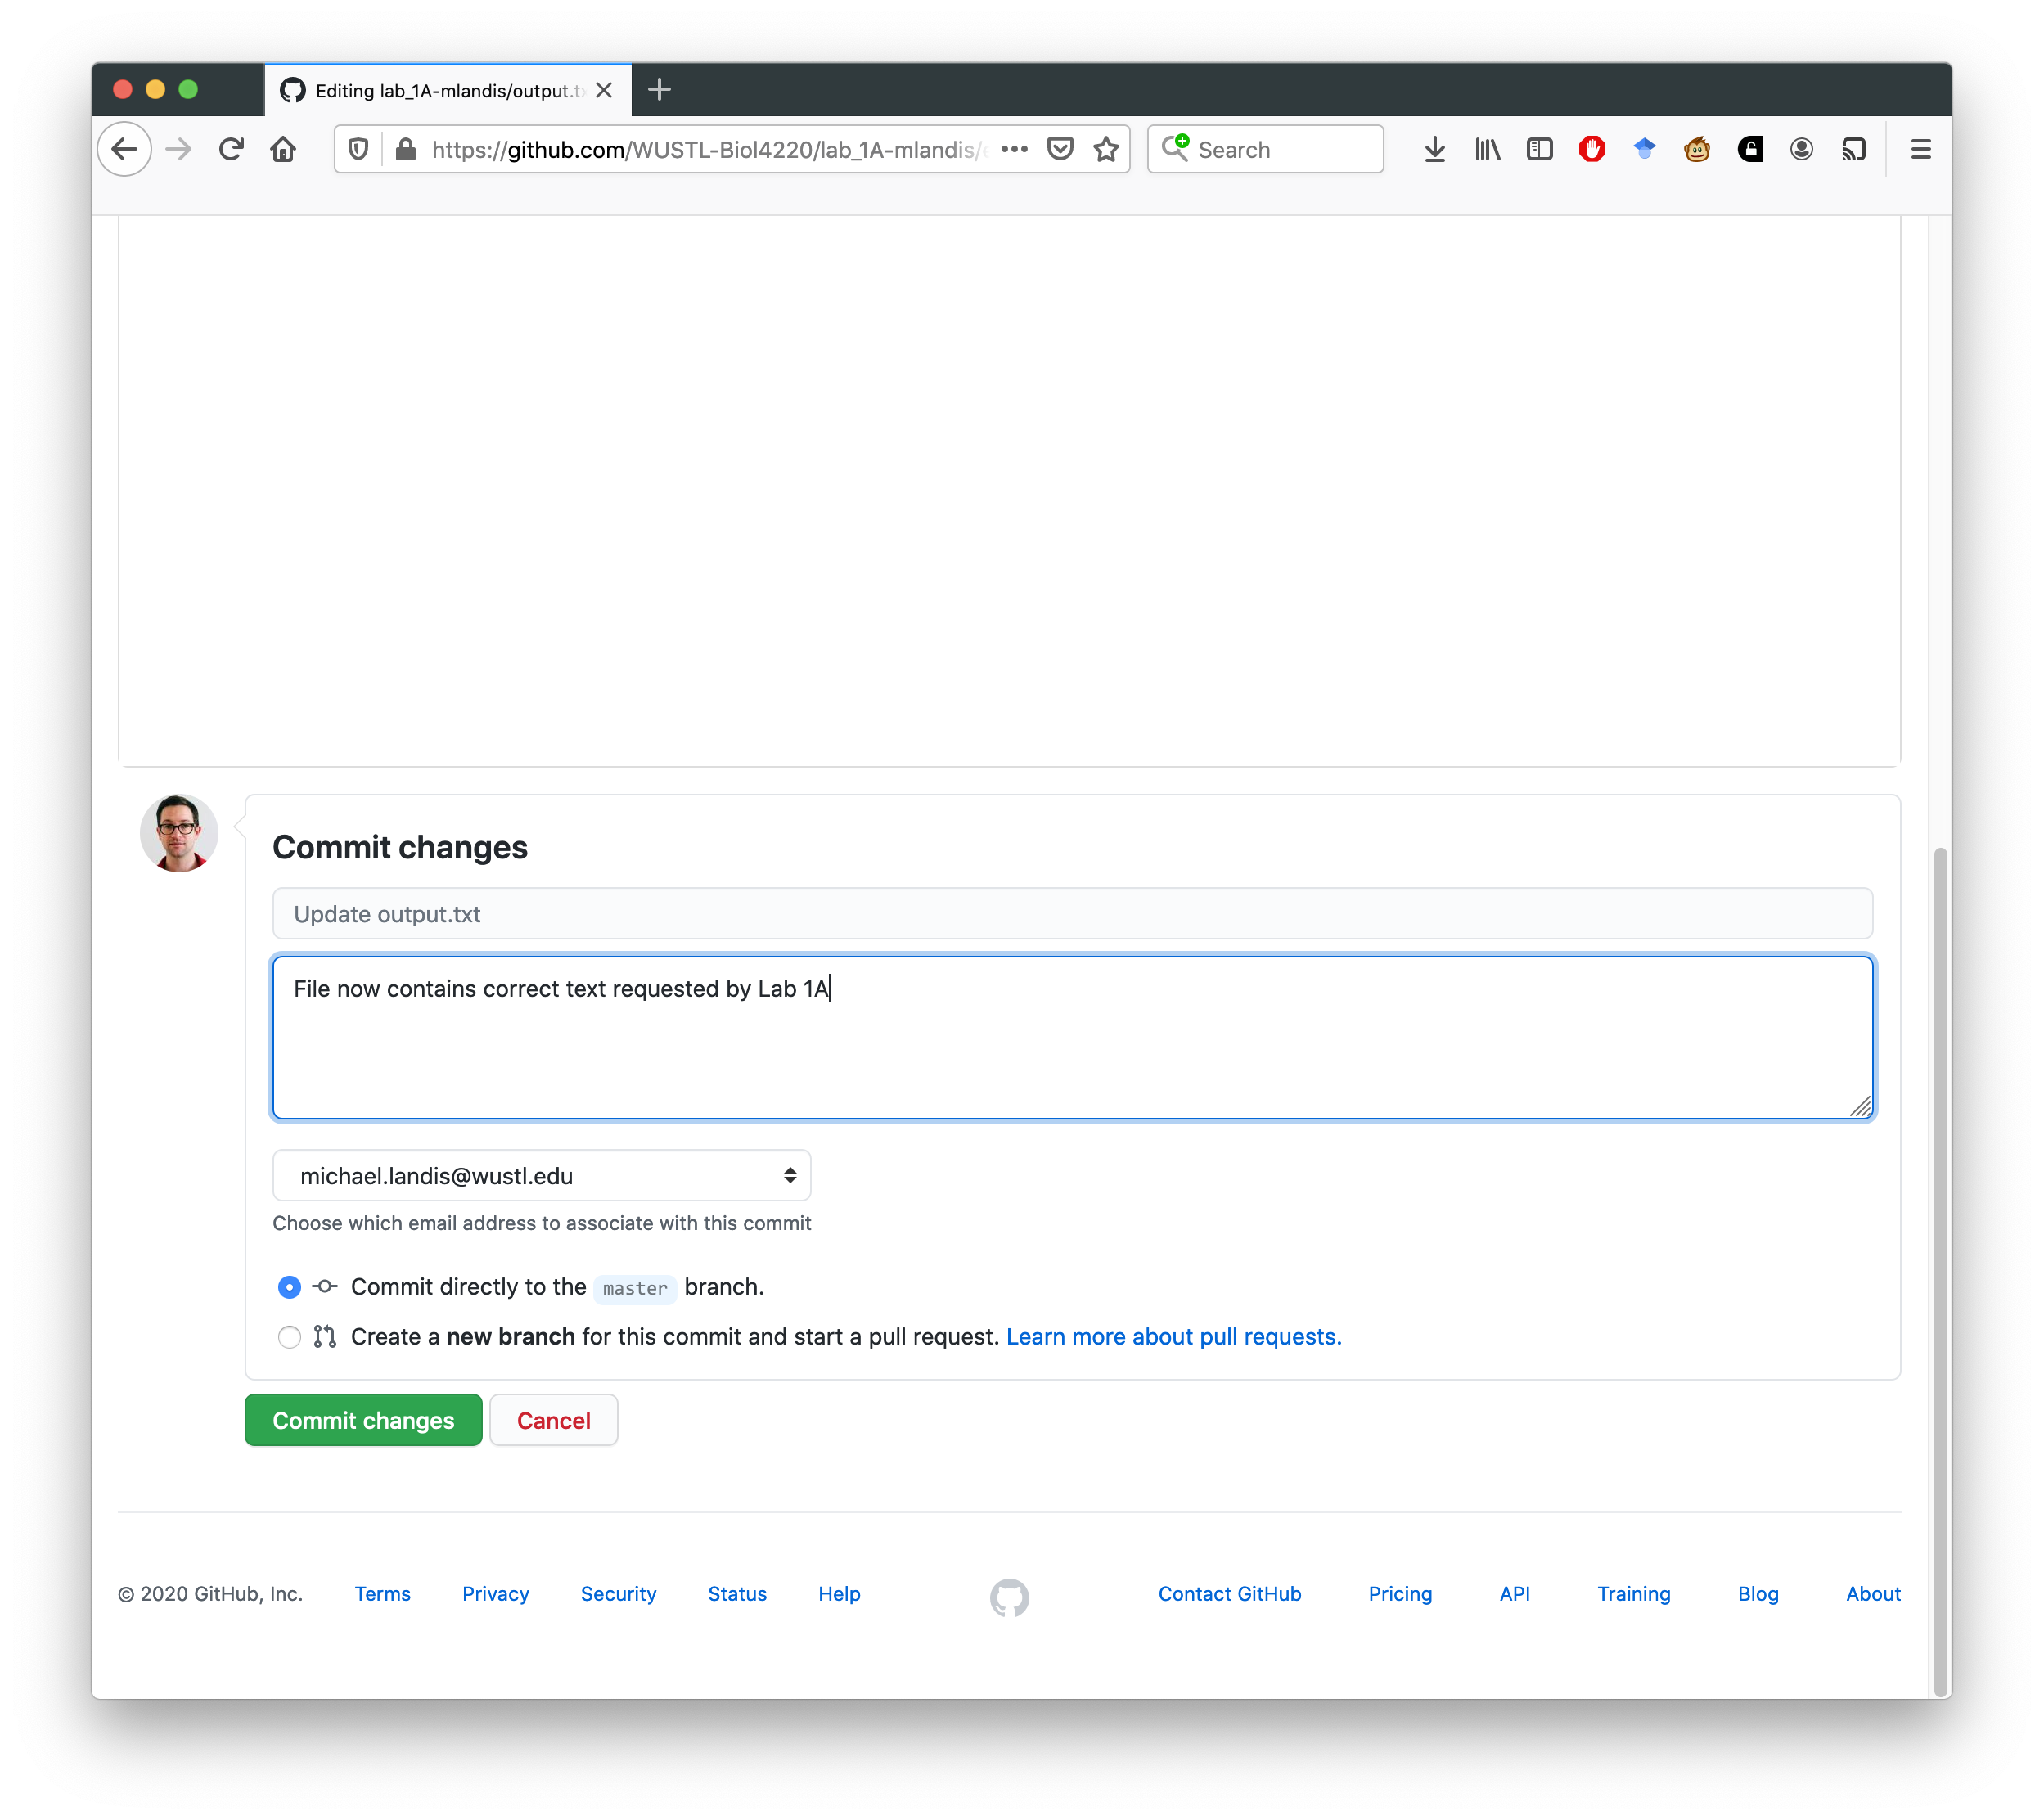 Editing lab_1A-mlandis/output.t
https://github.com/WUSTL-Biol4220/lab_1A-mlandis/
Search
Commit changes
Update output.txt
File now contains correct text requested by Lab 1A
michael.landis@wustl.edu
Choose which email address to associate with this commit
Commit directly to the master branch.
Create a new branch for this commit and start a pull request. Learn more about pull requests.
Commit changes Cancel
© 2020 GitHub, Inc. Terms Privacy Security Status Help Contact GitHub Pricing API Training Blog About